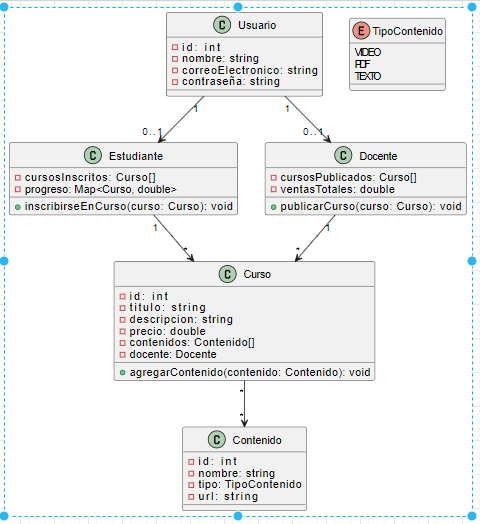 C Usuario
id: int
nombre: string
correoElectronico: string
contraseña: string
E TipoContenido
VIDEO
PDF
TEXTO
1
1
0..1
0..1
C Estudiante
cursosInscritos: Curso[]
progreso: Map<Curso, double>
inscribirseEnCurso(curso: Curso): void
C Docente
cursosPublicados: Curso[]
ventasTotales: double
publicarCurso(curso: Curso): void
1
1
*
*
C Curso
id: int
titulo: string
descripcion: string
precio: double
contenidos: Contenido[]
docente: Docente
agregarContenido(contenido: Contenido): void
*
*
C Contenido
id: int
nombre: string
tipo: TipoContenido
url: string